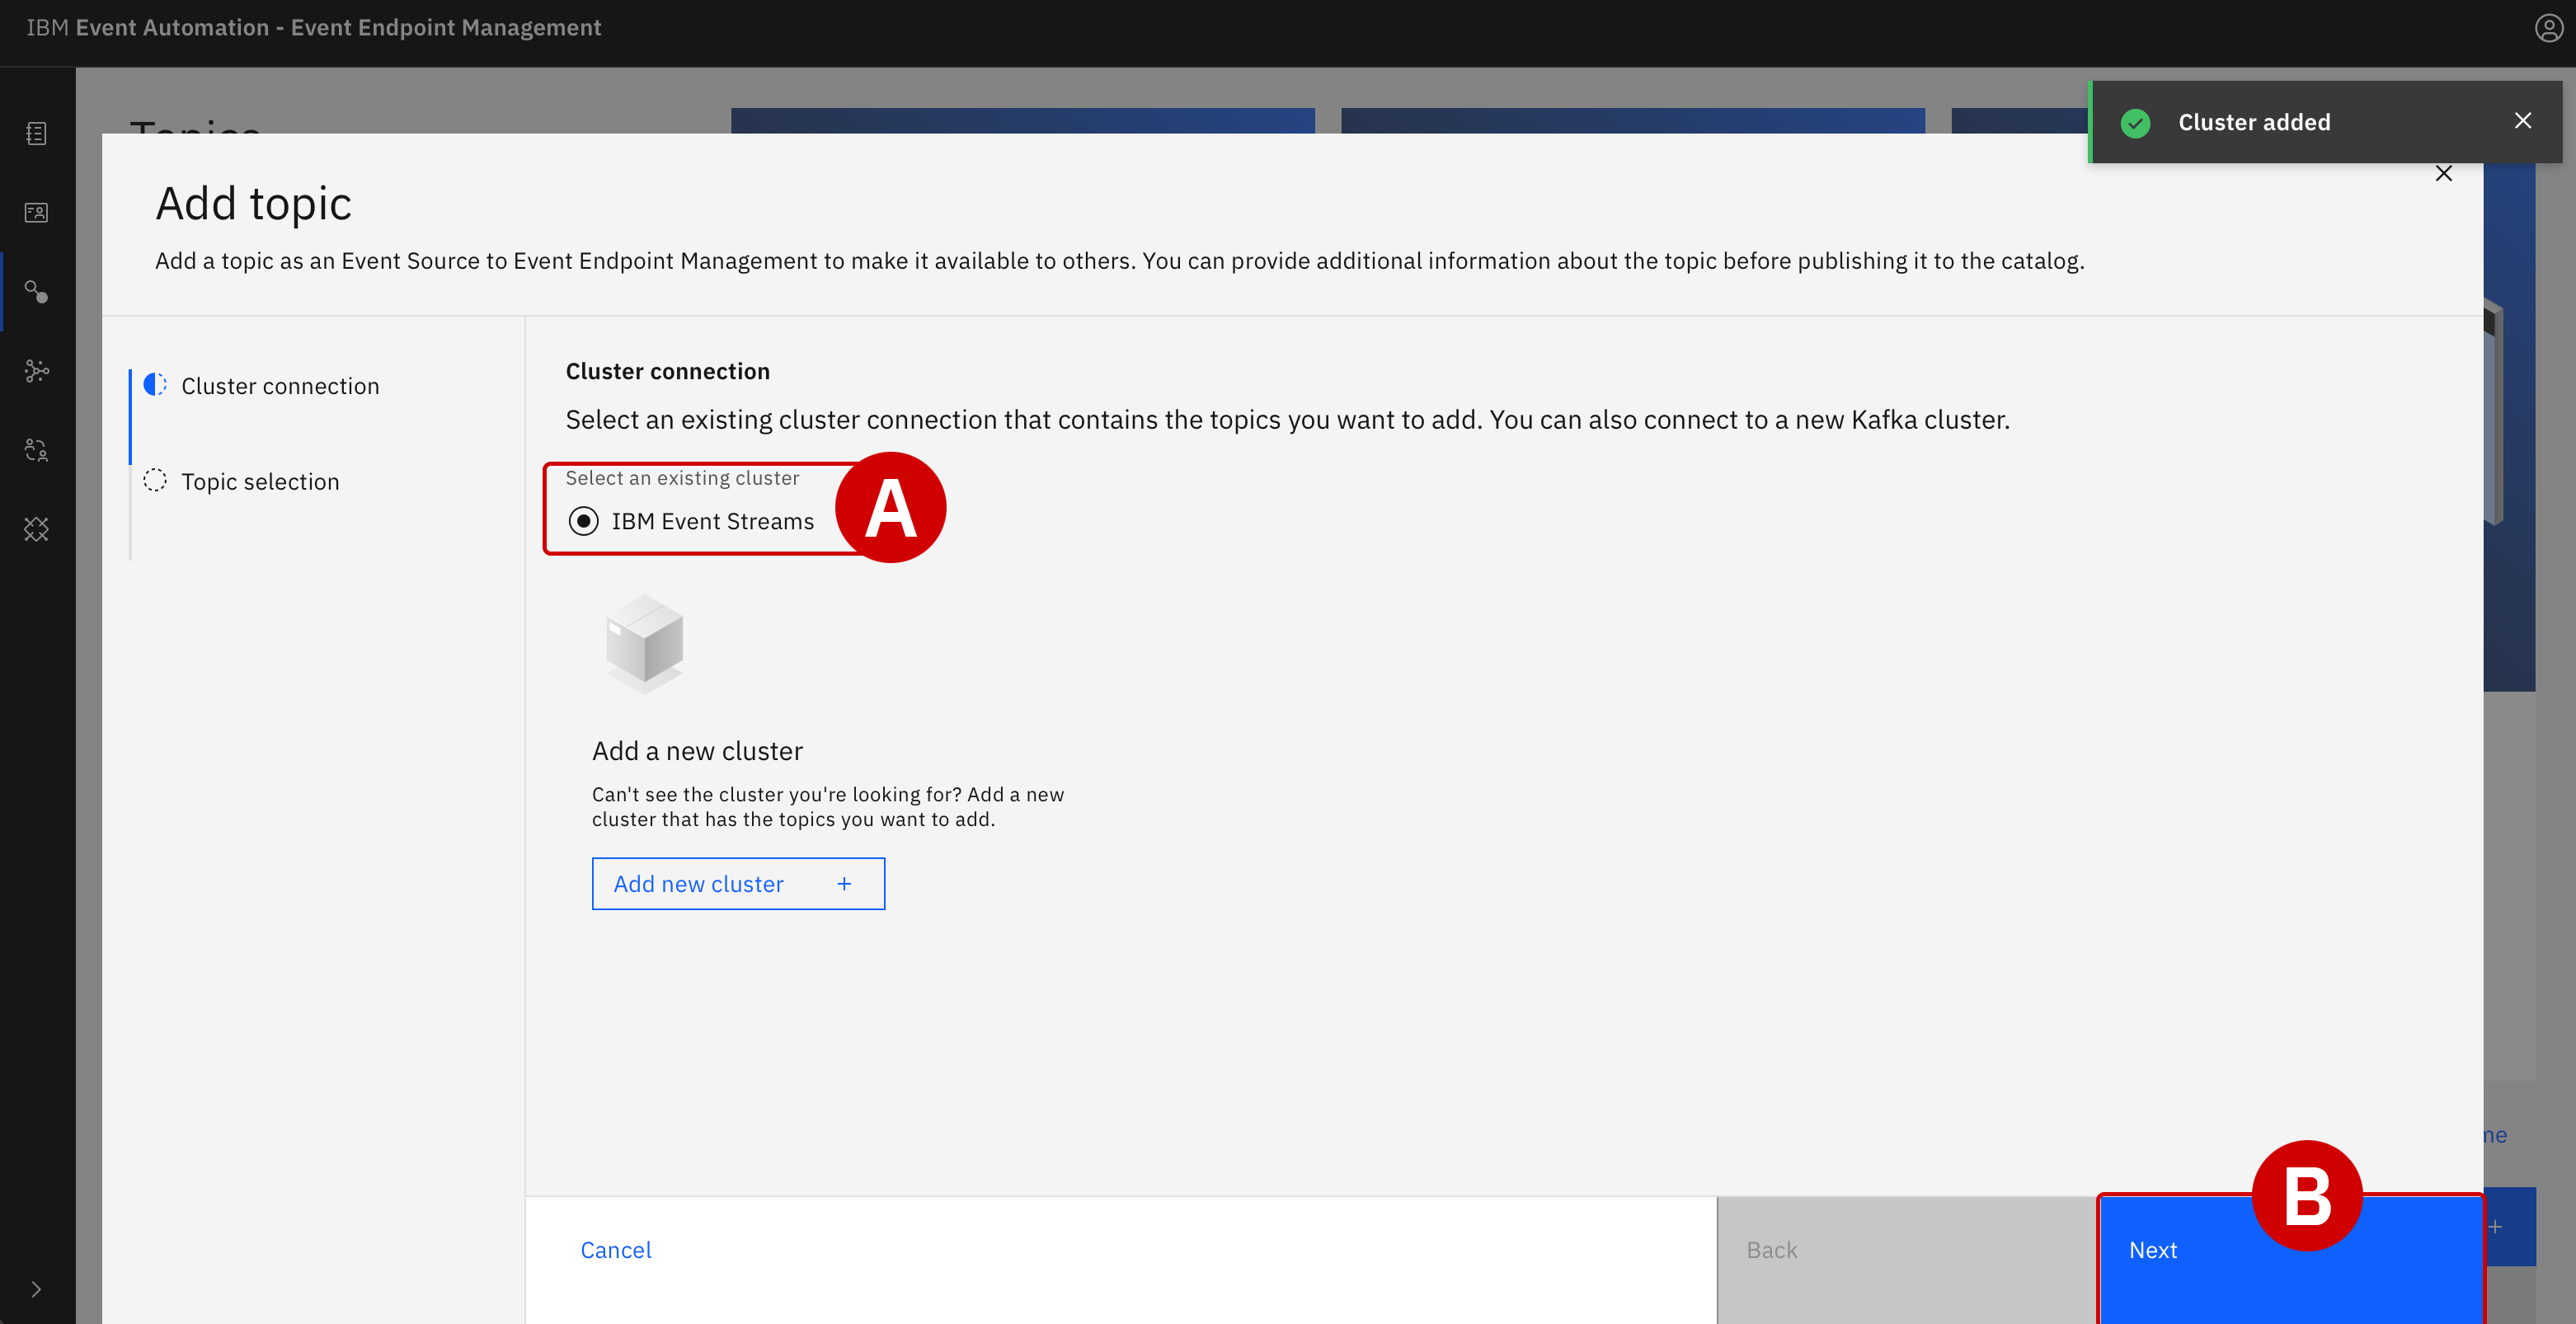 IBM Event Automation - Event Endpoint Management
Topics
Cluster added
Add topic
Add a topic as an Event Source to Event Endpoint Management to make it available to others. You can provide additional information about the topic before publishing it to the catalog.
Cluster connection
Topic selection
Cluster connection
Select an existing cluster connection that contains the topics you want to add. You can also connect to a new Kafka cluster.
Select an existing cluster
IBM Event Streams
A
Add a new cluster
Can't see the cluster you're looking for? Add a new
cluster that has the topics you want to add.
Add new cluster +
me
B
Cancel
Back
Next
+